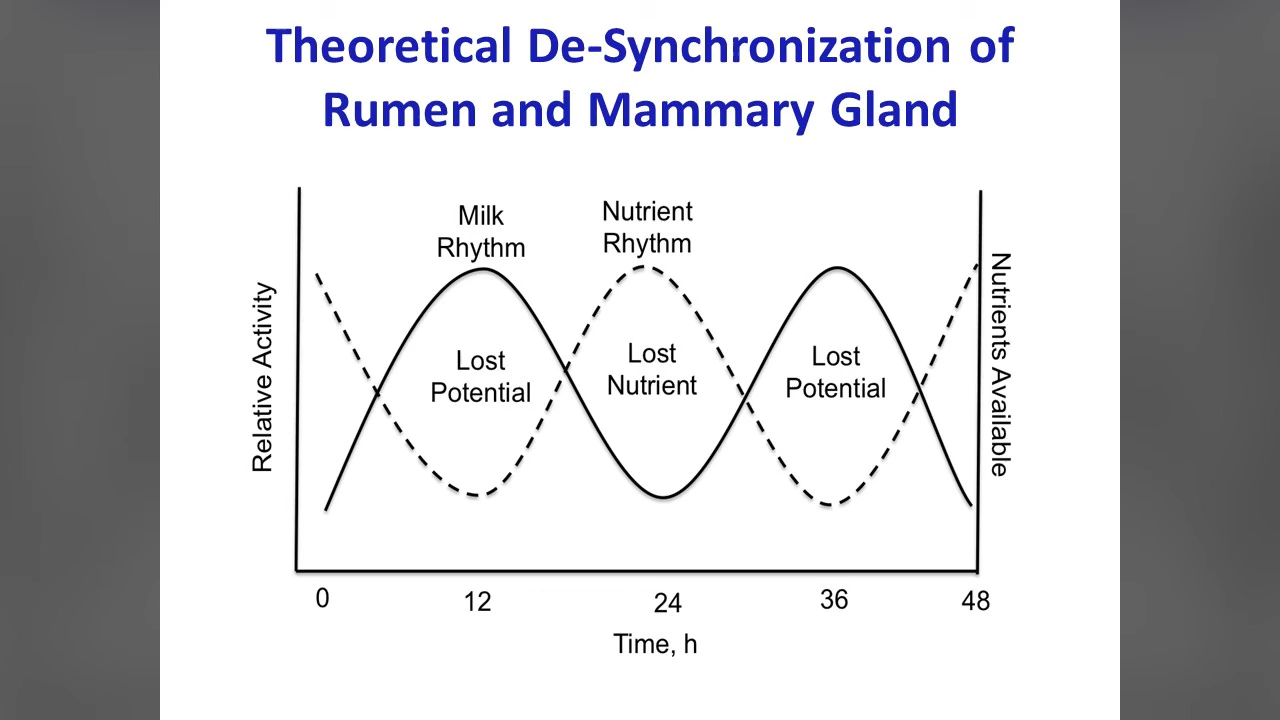 Theoretical De-Synchronization of
Rumen and Mammary Gland
Milk
Rhythm
Nutrient
Rhythm
Relative Activity
Lost
Potential
Lost
Nutrient
Lost
Potential
Nutrients Available
0 12 24 36 48
Time, h